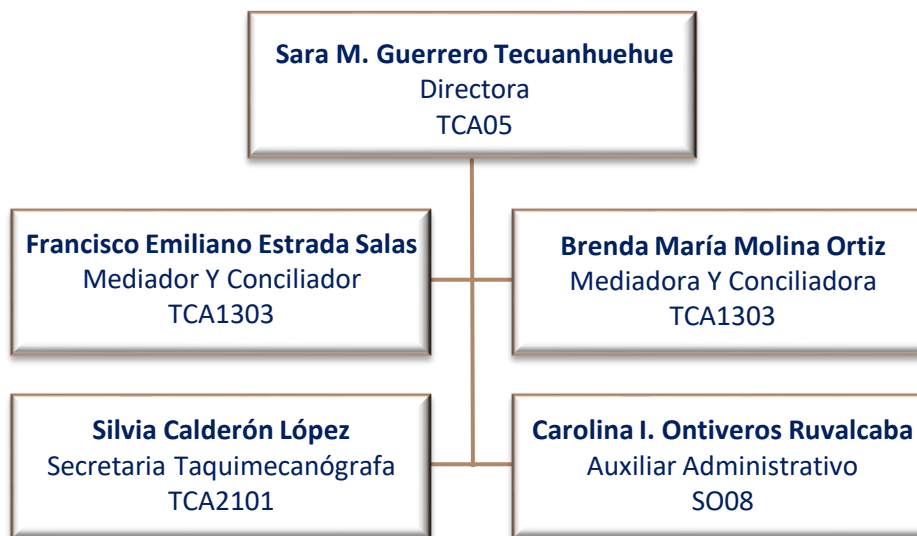 Sara M. Guerrero Tecuanhuehue
Directora
TCA05
Francisco Emiliano Estrada Salas
Mediador Y Conciliador
TCA1303
Brenda María Molina Ortiz
Mediadora Y Conciliadora
TCA1303
Silvia Calderón López
Secretaria Taquimecanógrafa
TCA2101
Carolina I. Ontiveros Ruvalcaba
Auxiliar Administrativo
SO08